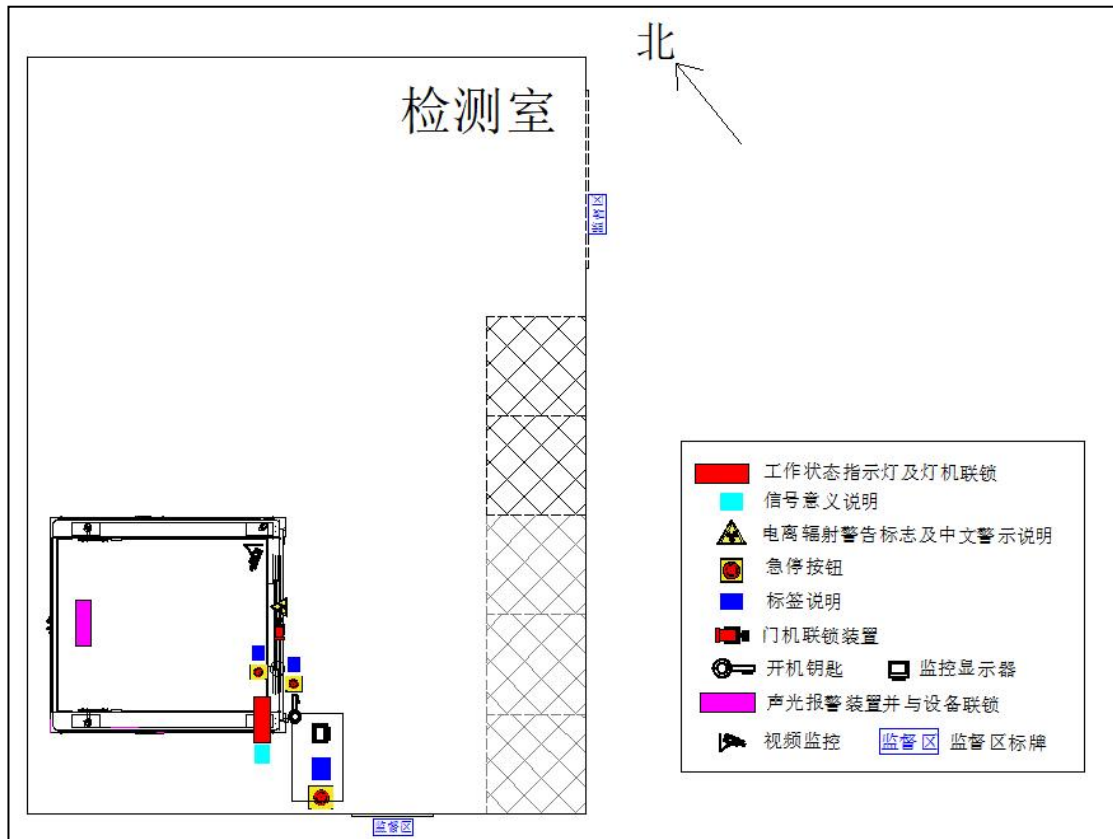 北
检测室
监督区
工作状态指示灯及灯机联锁
信号意义说明
电离辐射警告标志及中文警示说明
急停按钮
标签说明
门机联锁装置
开机钥匙 监控显示器
声光报警装置并与设备联锁
视频监控 监督区 监督区标牌
监督区